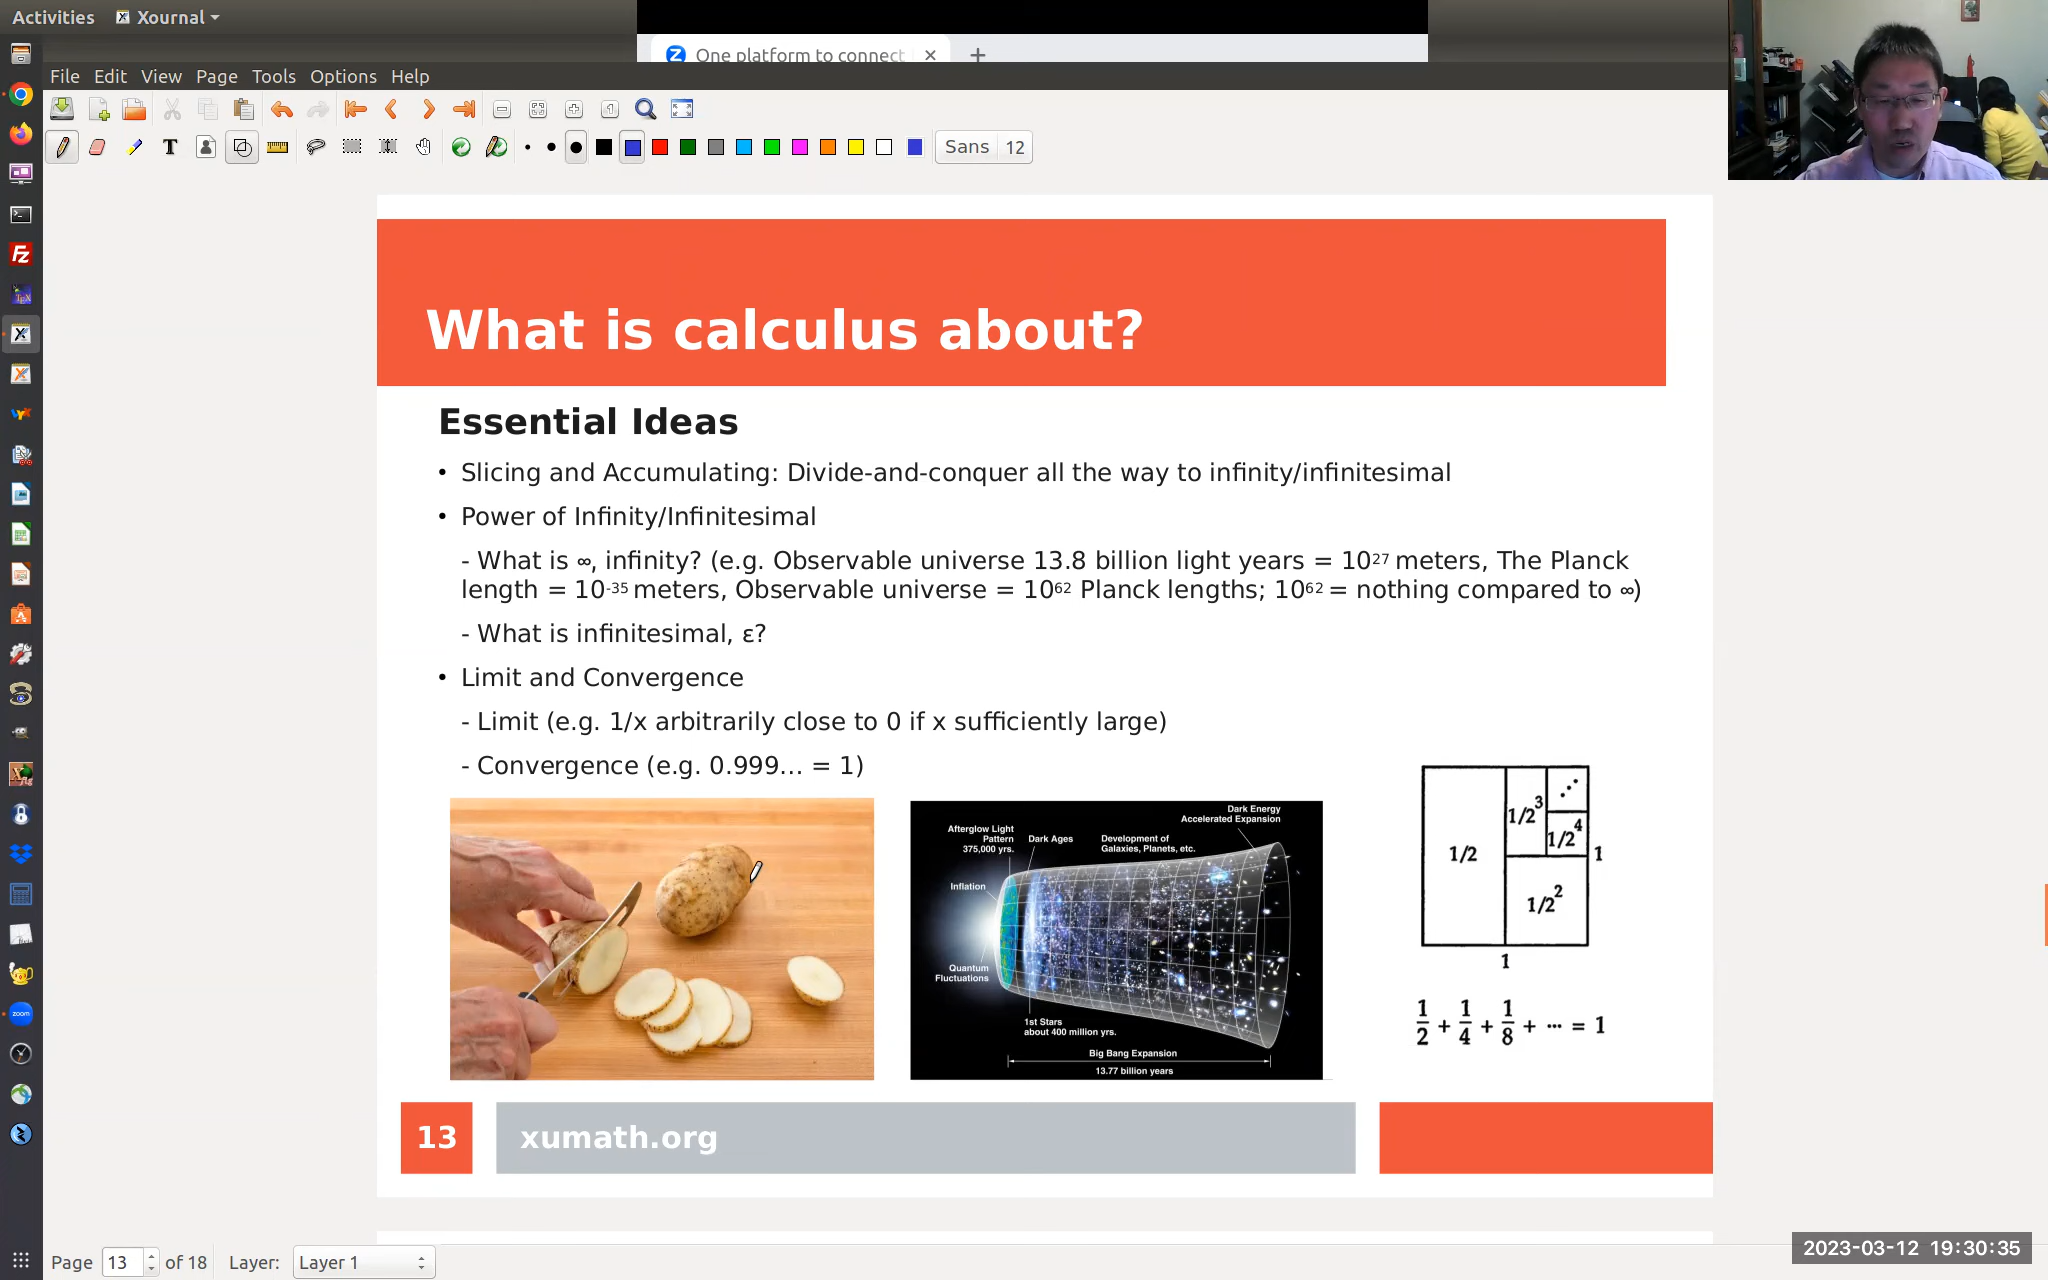 Activities Xournal
One platform to connect
File Edit View Page Tools Options Help
Sans 12
What is calculus about?
Essential Ideas
• Slicing and Accumulating: Divide-and-conquer all the way to infinity/infinitesimal
• Power of Infinity/Infinitesimal
- What is ∞, infinity? (e.g. Observable universe 13.8 billion light years = 10²⁷ meters, The Planck
length = 10⁻³⁵ meters, Observable universe = 10⁶² Planck lengths; 10⁶² = nothing compared to ∞)
- What is infinitesimal, ε?
• Limit and Convergence
- Limit (e.g. 1/x arbitrarily close to 0 if x sufficiently large)
- Convergence (e.g. 0.999... = 1)
Dark Energy
Accelerated Expansion
Afterglow Light
Pattern
375,000 yrs.
Dark Ages
Development of
Galaxies, Planets, etc.
Inflation
Quantum
Fluctuations
1st Stars
about 400 million yrs.
Big Bang Expansion
13.77 billion years
1/2
1/2³
⋰
1/2⁴
1/2²
1
1
1/2 + 1/4 + 1/8 + ··· = 1
13
xumath.org
Page 13 of 18 Layer: Layer 1
2023-03-12 19:30:35
zoom